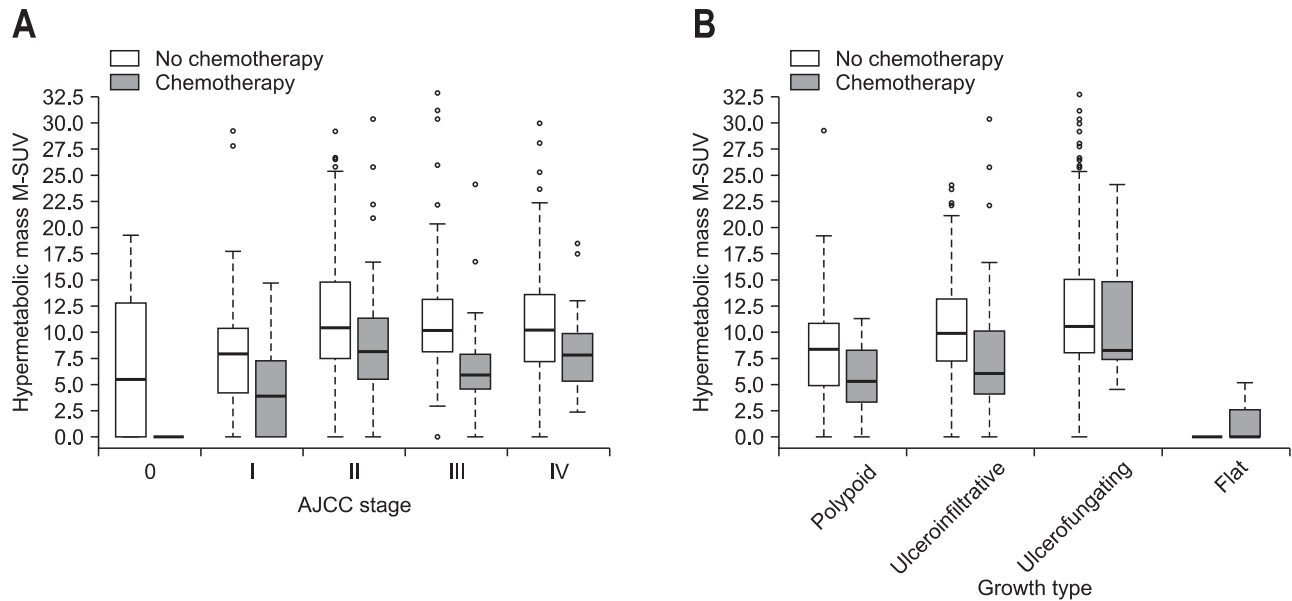 A
No chemotherapy
Chemotherapy
Hypermetabolic mass M-SUV
32.5
30.0
27.5
25.0
22.5
20.0
17.5
15.0
12.5
10.0
7.5
5.0
2.5
0.0
0 I II III IV
AJCC stage
B
No chemotherapy
Chemotherapy
Hypermetabolic mass M-SUV
32.5
30.0
27.5
25.0
22.5
20.0
17.5
15.0
12.5
10.0
7.5
5.0
2.5
0.0
Polypoid
Ulceroinfiltrative
Ulcerofungating
Flat
Growth type